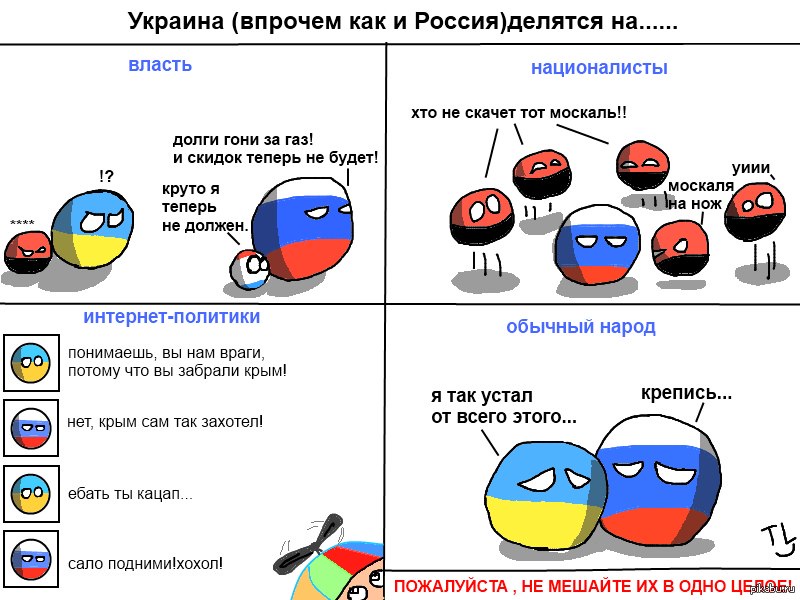 Украина (впрочем как и Россия)делятся на......
власть
****
!?
долги гони за газ!
и скидок теперь не будет!
круто я
теперь
не должен.
националисты
хто не скачет тот москаль!!
уиии
москаля
на нож
интернет-политики
понимаешь, вы нам враги,
потому что вы забрали крым!
нет, крым сам так захотел!
ебать ты кацап...
сало подними!хохол!
обычный народ
я так устал
от всего этого...
крепись...
TL
ПОЖАЛУЙСТА , НЕ МЕШАЙТЕ ИХ В ОДНО ЦЕЛОЕ!
pikabu.ru